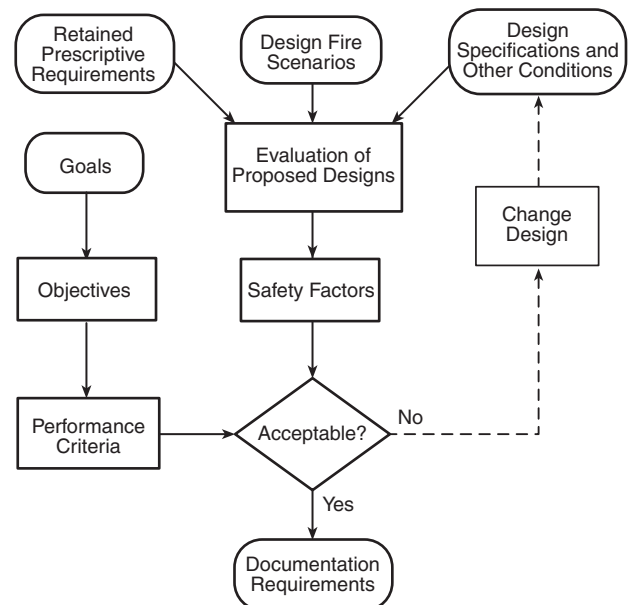 Retained
Prescriptive
Requirements
Design Fire
Scenarios
Design
Specifications and
Other Conditions
Goals
Evaluation of
Proposed Designs
Change
Design
Objectives
Safety Factors
Performance
Criteria
Acceptable?
No
Yes
Documentation
Requirements